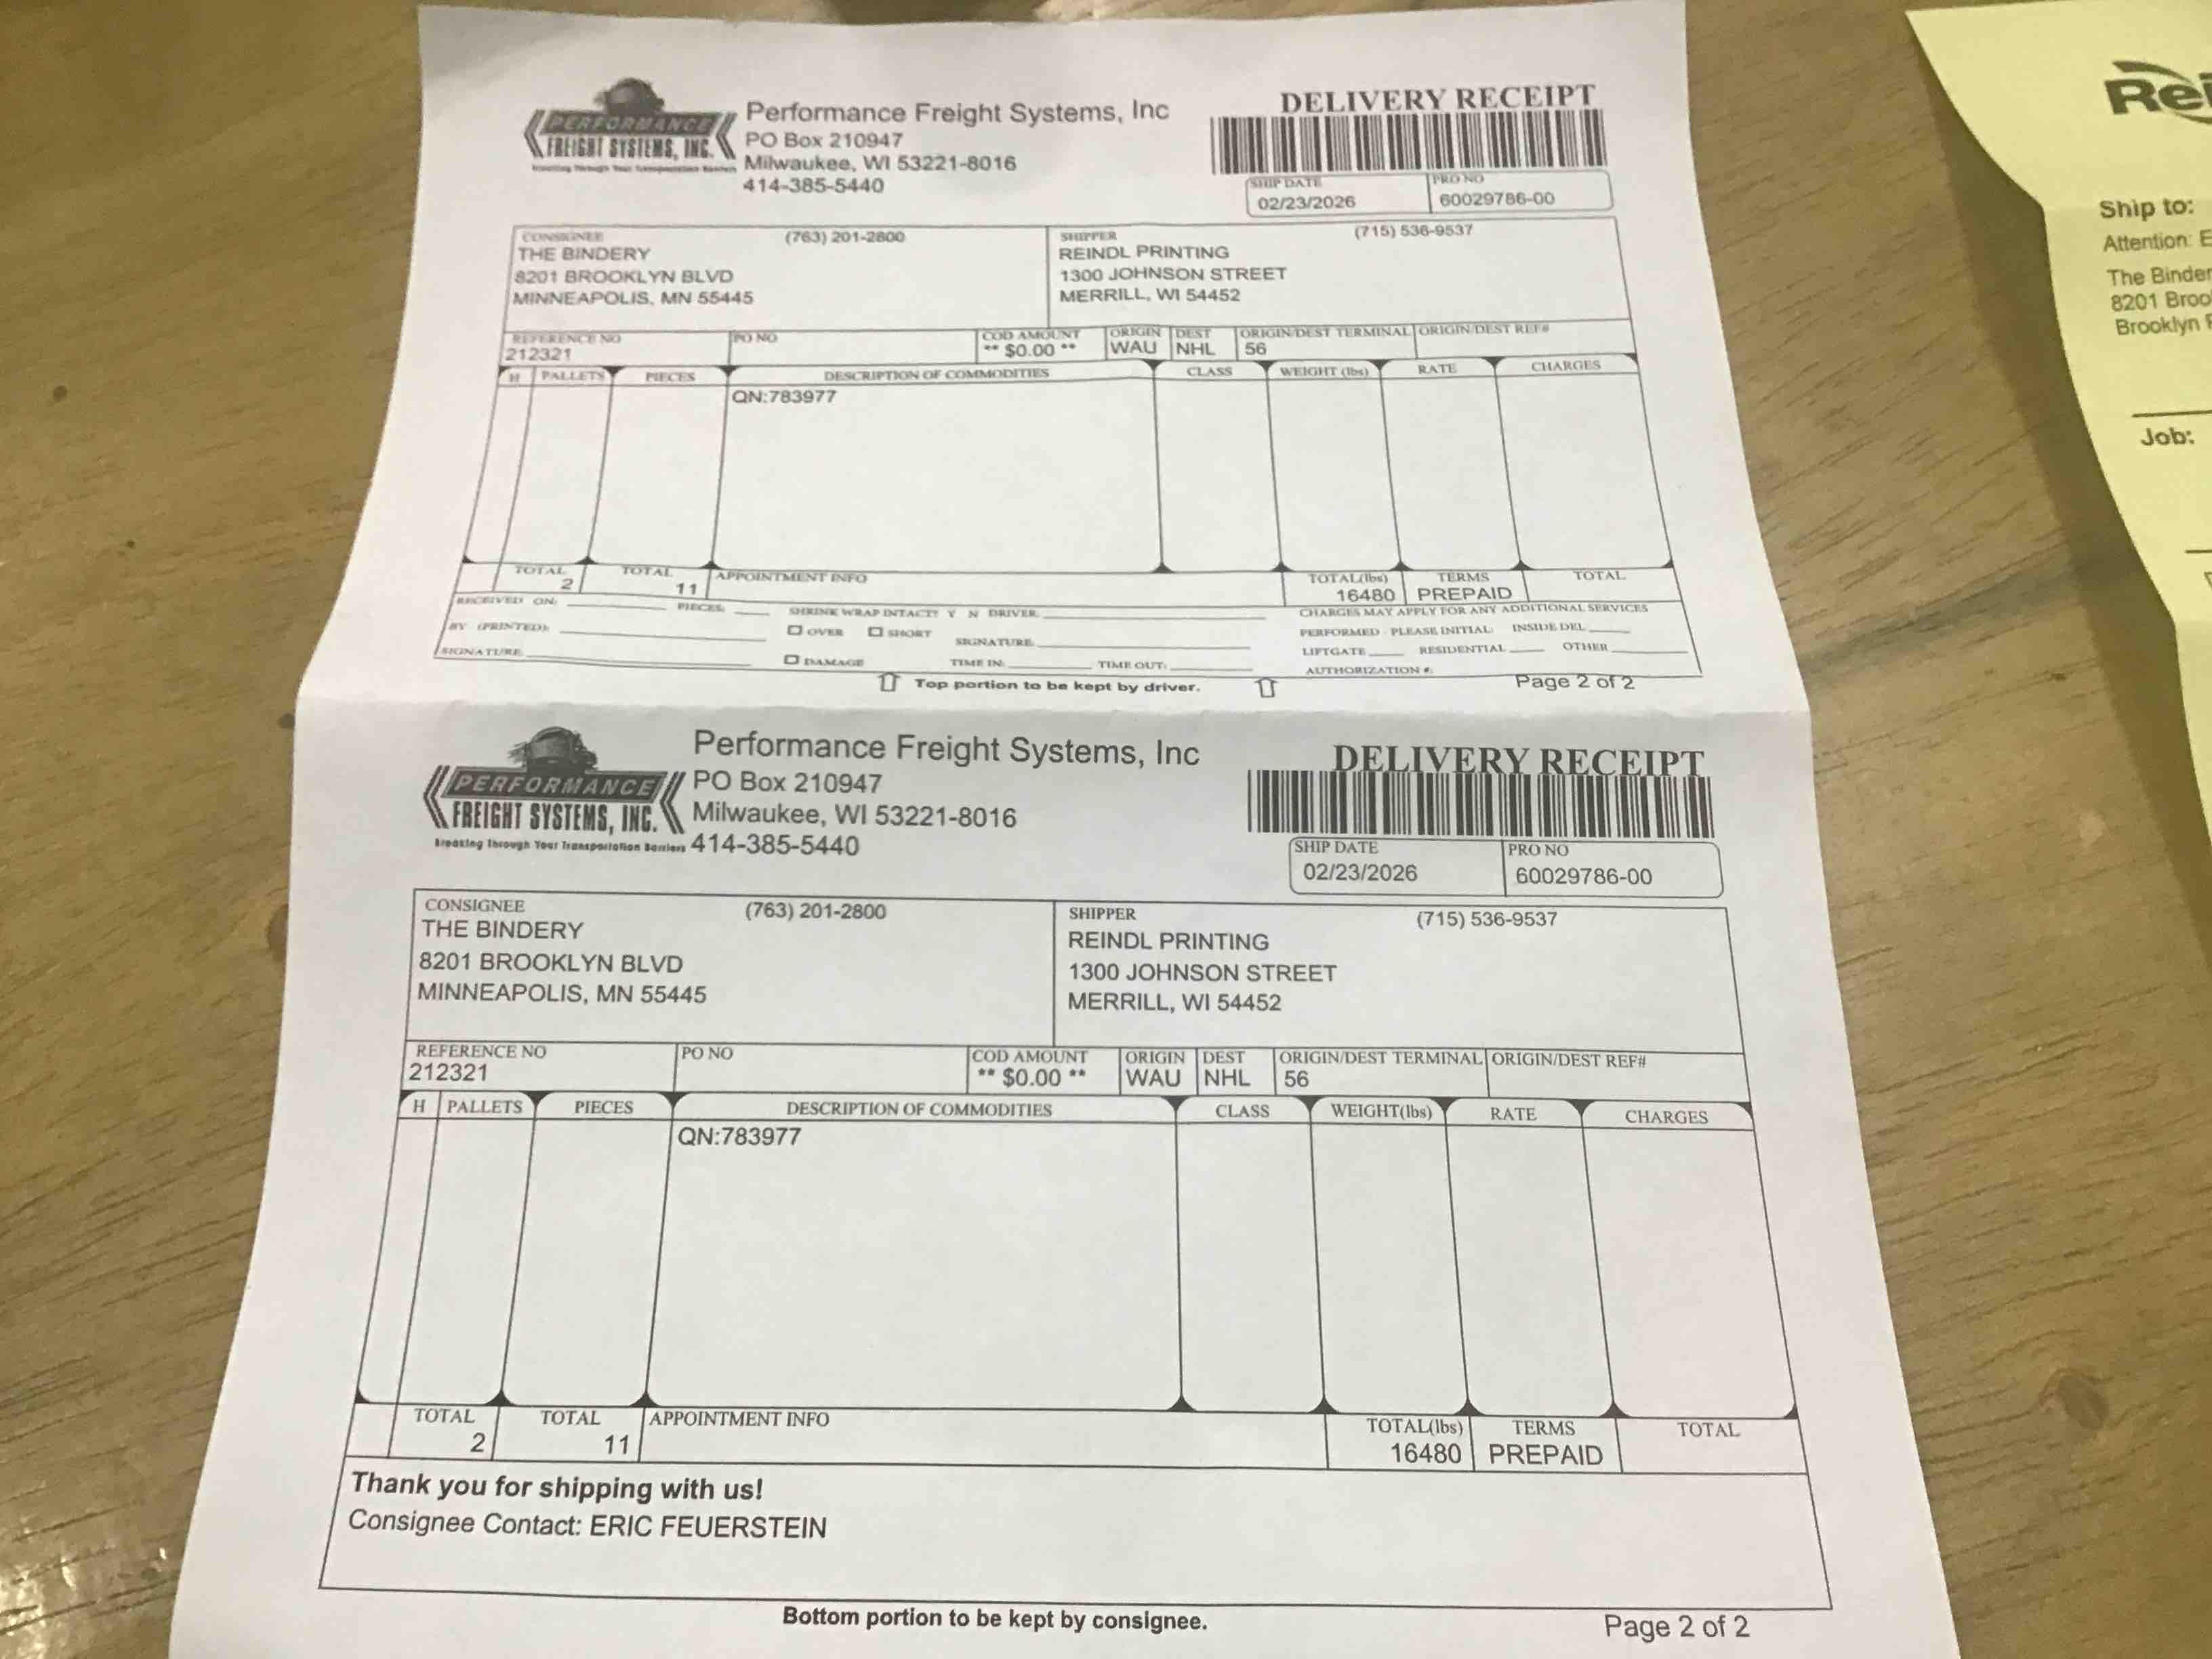 PERFORMANCE
FREIGHT SYSTEMS, INC.
Breaking Through Your Transportation Barriers
Performance Freight Systems, Inc
PO Box 210947
Milwaukee, WI 53221-8016
414-385-5440
DELIVERY RECEIPT
SHIP DATE PRO NO
02/23/2026 60029786-00
CONSIGNEE (763) 201-2800
THE BINDERY
8201 BROOKLYN BLVD
MINNEAPOLIS, MN 55445
SHIPPER (715) 536-9537
REINDL PRINTING
1300 JOHNSON STREET
MERRILL, WI 54452
REFERENCE NO PO NO COD AMOUNT ORIGIN DEST ORIGIN/DEST TERMINAL ORIGIN/DEST REF#
212321 ** $0.00 ** WAU NHL 56
H PALLETS PIECES DESCRIPTION OF COMMODITIES CLASS WEIGHT (lbs) RATE CHARGES
QN:783977
TOTAL TOTAL APPOINTMENT INFO TOTAL(lbs) TERMS TOTAL
2 11 16480 PREPAID
RECEIVED ON: PIECES: SHRINK WRAP INTACT? Y N DRIVER: CHARGES MAY APPLY FOR ANY ADDITIONAL SERVICES
BY (PRINTED): OVER SHORT SIGNATURE: PERFORMED - PLEASE INITIAL: INSIDE DEL
SIGNATURE: DAMAGE TIME IN: TIME OUT: LIFTGATE RESIDENTIAL OTHER
AUTHORIZATION #:
Top portion to be kept by driver. Page 2 of 2
PERFORMANCE
FREIGHT SYSTEMS, INC.
Breaking Through Your Transportation Barriers
Performance Freight Systems, Inc
PO Box 210947
Milwaukee, WI 53221-8016
414-385-5440
DELIVERY RECEIPT
SHIP DATE PRO NO
02/23/2026 60029786-00
CONSIGNEE (763) 201-2800
THE BINDERY
8201 BROOKLYN BLVD
MINNEAPOLIS, MN 55445
SHIPPER (715) 536-9537
REINDL PRINTING
1300 JOHNSON STREET
MERRILL, WI 54452
REFERENCE NO PO NO COD AMOUNT ORIGIN DEST ORIGIN/DEST TERMINAL ORIGIN/DEST REF#
212321 ** $0.00 ** WAU NHL 56
H PALLETS PIECES DESCRIPTION OF COMMODITIES CLASS WEIGHT(lbs) RATE CHARGES
QN:783977
TOTAL TOTAL APPOINTMENT INFO TOTAL(lbs) TERMS TOTAL
2 11 16480 PREPAID
Thank you for shipping with us!
Consignee Contact: ERIC FEUERSTEIN
Bottom portion to be kept by consignee. Page 2 of 2
Rei
Ship to:
Attention: E
The Binder
8201 Broo
Brooklyn
Job: